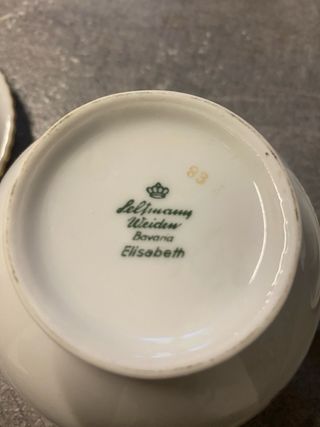 83
Seltmann
Weiden
Bavaria
Elisabeth